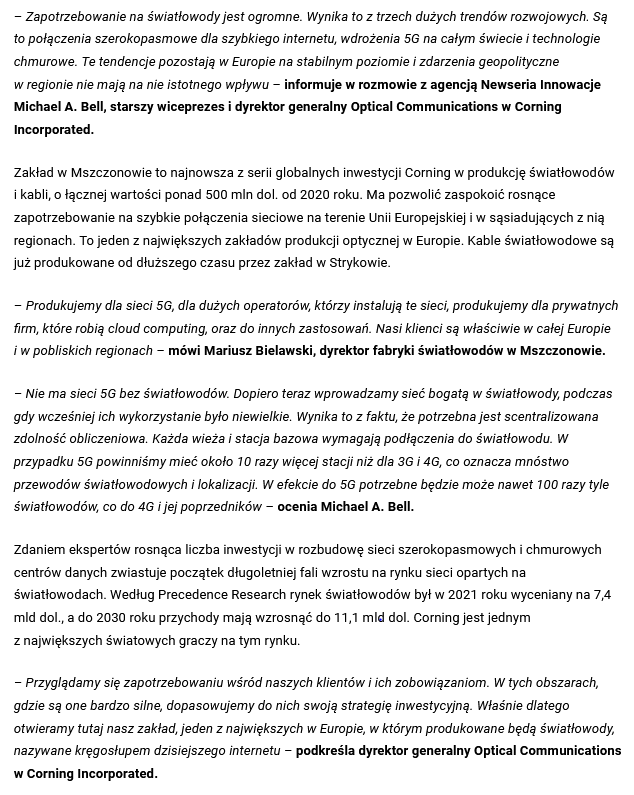 – Zapotrzebowanie na światłowody jest ogromne. Wynika to z trzech dużych trendów rozwojowych. Są
to połączenia szerokopasmowe dla szybkiego internetu, wdrożenia 5G na całym świecie i technologie
chmurowe. Te tendencje pozostają w Europie na stabilnym poziomie i zdarzenia geopolityczne
w regionie nie mają na nie istotnego wpływu – informuje w rozmowie z agencją Newseria Innowacje
Michael A. Bell, starszy wiceprezes i dyrektor generalny Optical Communications w Corning
Incorporated.
Zakład w Mszczonowie to najnowsza z serii globalnych inwestycji Corning w produkcję światłowodów
i kabli, o łącznej wartości ponad 500 mln dol. od 2020 roku. Ma pozwolić zaspokoić rosnące
zapotrzebowanie na szybkie połączenia sieciowe na terenie Unii Europejskiej i w sąsiadujących z nią
regionach. To jeden z największych zakładów produkcji optycznej w Europie. Kable światłowodowe są
już produkowane od dłuższego czasu przez zakład w Strykowie.
– Produkujemy dla sieci 5G, dla dużych operatorów, którzy instalują te sieci, produkujemy dla prywatnych
firm, które robią cloud computing, oraz do innych zastosowań. Nasi klienci są właściwie w całej Europie
i w pobliskich regionach – mówi Mariusz Bielawski, dyrektor fabryki światłowodów w Mszczonowie.
– Nie ma sieci 5G bez światłowodów. Dopiero teraz wprowadzamy sieć bogatą w światłowody, podczas
gdy wcześniej ich wykorzystanie było niewielkie. Wynika to z faktu, że potrzebna jest scentralizowana
zdolność obliczeniowa. Każda wieża i stacja bazowa wymagają podłączenia do światłowodu. W
przypadku 5G powinniśmy mieć około 10 razy więcej stacji niż dla 3G i 4G, co oznacza mnóstwo
przewodów światłowodowych i lokalizacji. W efekcie do 5G potrzebne będzie może nawet 100 razy tyle
światłowodów, co do 4G i jej poprzedników – ocenia Michael A. Bell.
Zdaniem ekspertów rosnąca liczba inwestycji w rozbudowę sieci szerokopasmowych i chmurowych
centrów danych zwiastuje początek długoletniej fali wzrostu na rynku sieci opartych na
światłowodach. Według Precedence Research rynek światłowodów był w 2021 roku wyceniany na 7,4
mld dol., a do 2030 roku przychody mają wzrosnąć do 11,1 mld dol. Corning jest jednym
z największych światowych graczy na tym rynku.
– Przyglądamy się zapotrzebowaniu wśród naszych klientów i ich zobowiązaniom. W tych obszarach,
gdzie są one bardzo silne, dopasowujemy do nich swoją strategię inwestycyjną. Właśnie dlatego
otwieramy tutaj nasz zakład, jeden z największych w Europie, w którym produkowane będą światłowody,
nazywane kręgosłupem dzisiejszego internetu – podkreśla dyrektor generalny Optical Communications
w Corning Incorporated.